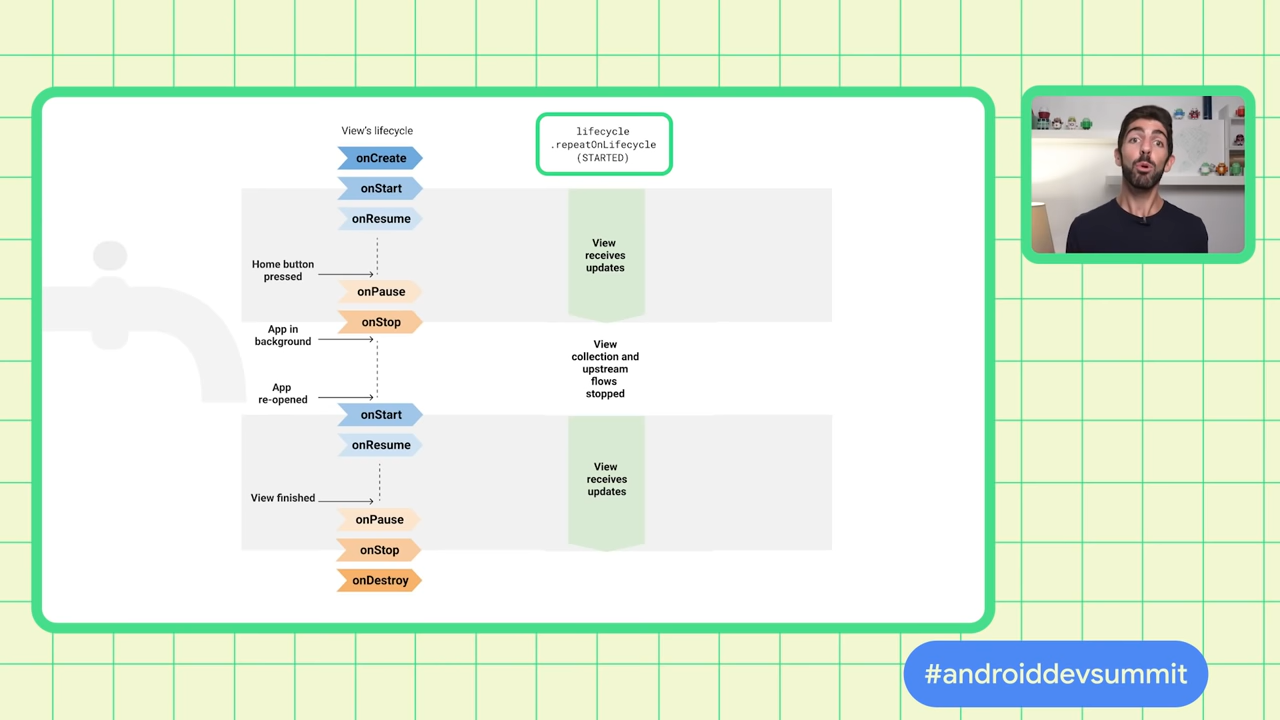 View's lifecycle
onCreate
onStart
onResume
Home button
pressed
onPause
onStop
App in
background
App
re-opened
onStart
onResume
View finished
onPause
onStop
onDestroy
lifecycle
.repeatOnLifecycle
(STARTED)
View
receives
updates
View
collection and
upstream
flows
stopped
View
receives
updates
#androiddevsummit